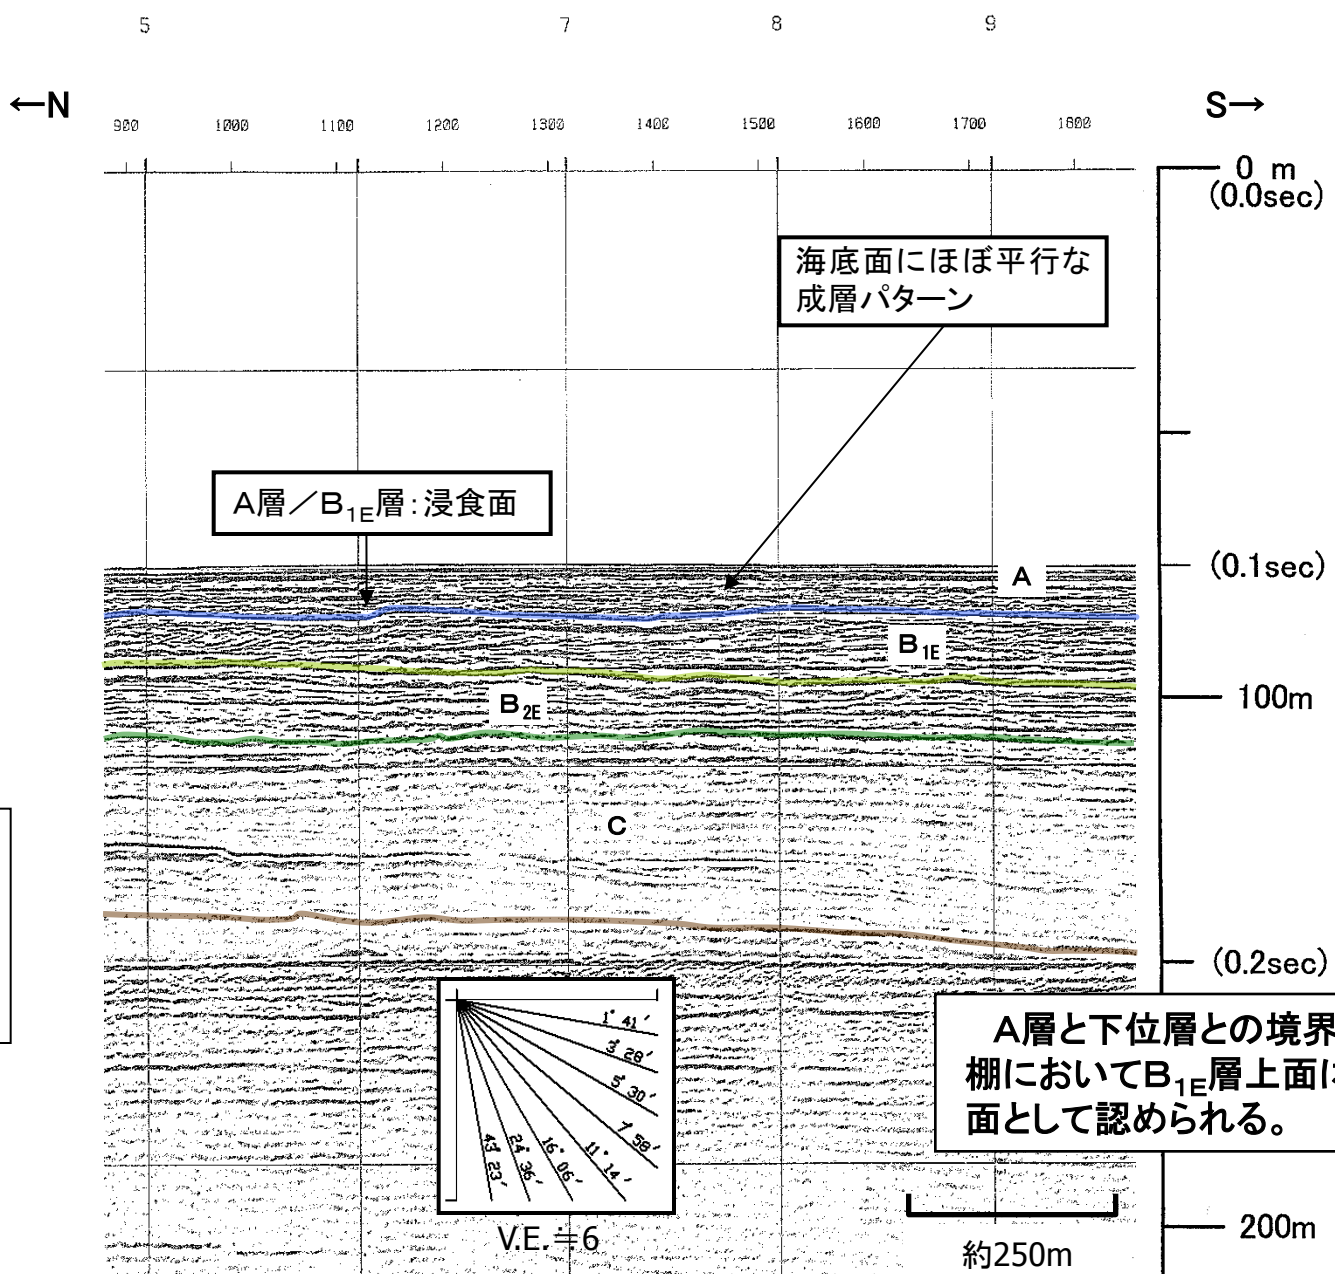 5 7 8 9
←N S→
900 1000 1100 1200 1300 1400 1500 1600 1700 1800
0 m
(0.0sec)
海底面にほぼ平行な
成層パターン
A層／B1E層：浸食面
(0.1sec)
A
B1E
B2E
100m
C
(0.2sec)
1° 41′
3° 28′
5° 30′
7° 58′
11° 14′
16° 06′
24° 36′
43° 23′
V.E.≒6
A層と下位層との境界
棚においてB1E層上面に
面として認められる。
約250m
200m